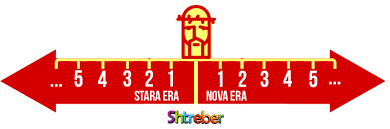 ... 5 4 3 2 1 1 2 3 4 5 ...
STARA ERA NOVA ERA
Shtreber